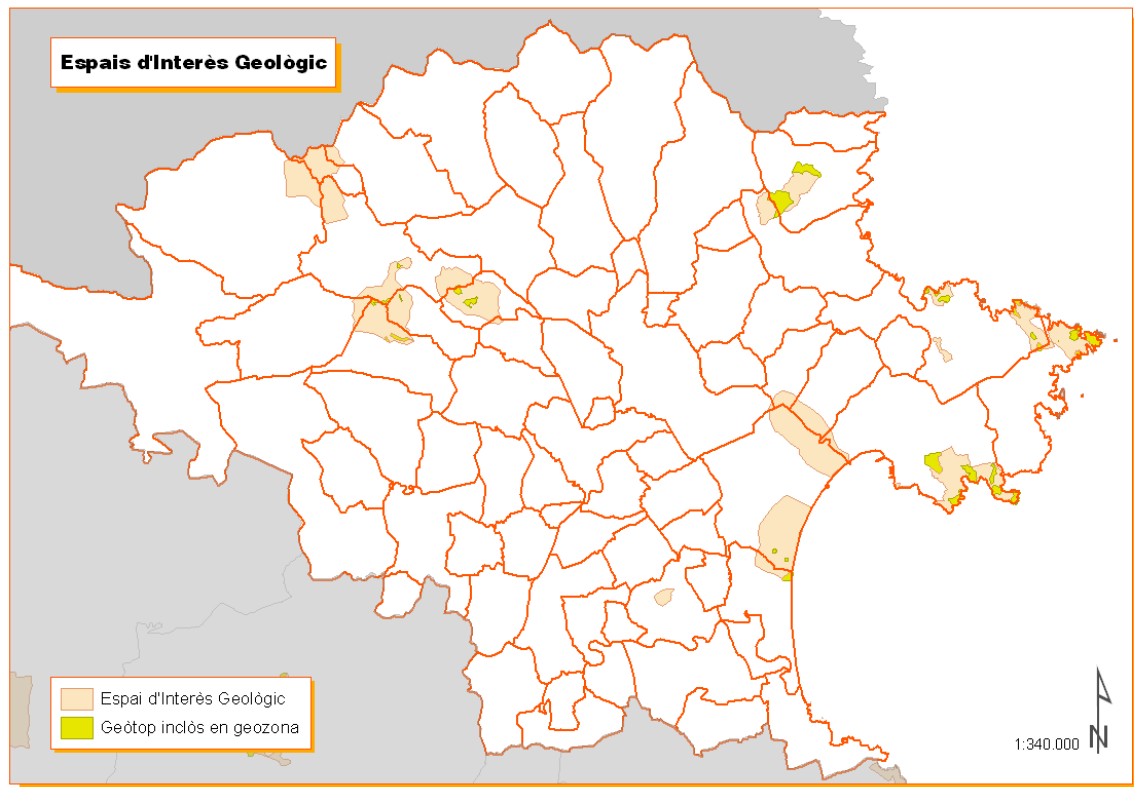 Espais d'Interès Geològic
Espai d'Interès Geològic
Geòtop inclòs en geozona
1:340.000
N